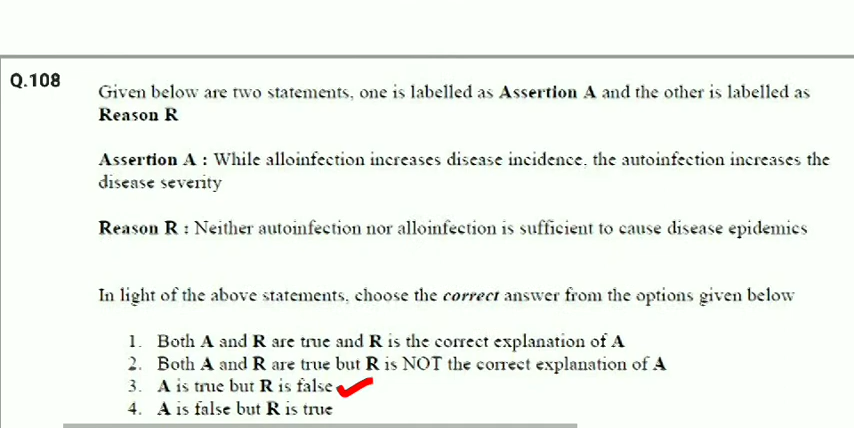 Q.108
Given below are two statements, one is labelled as Assertion A and the other is labelled as
Reason R
Assertion A : While alloinfection increases disease incidence, the autoinfection increases the
disease severity
Reason R : Neither autoinfection nor alloinfection is sufficient to cause disease epidemics
In light of the above statements, choose the correct answer from the options given below
1. Both A and R are true and R is the correct explanation of A
2. Both A and R are true but R is NOT the correct explanation of A
3. A is true but R is false
4. A is false but R is true